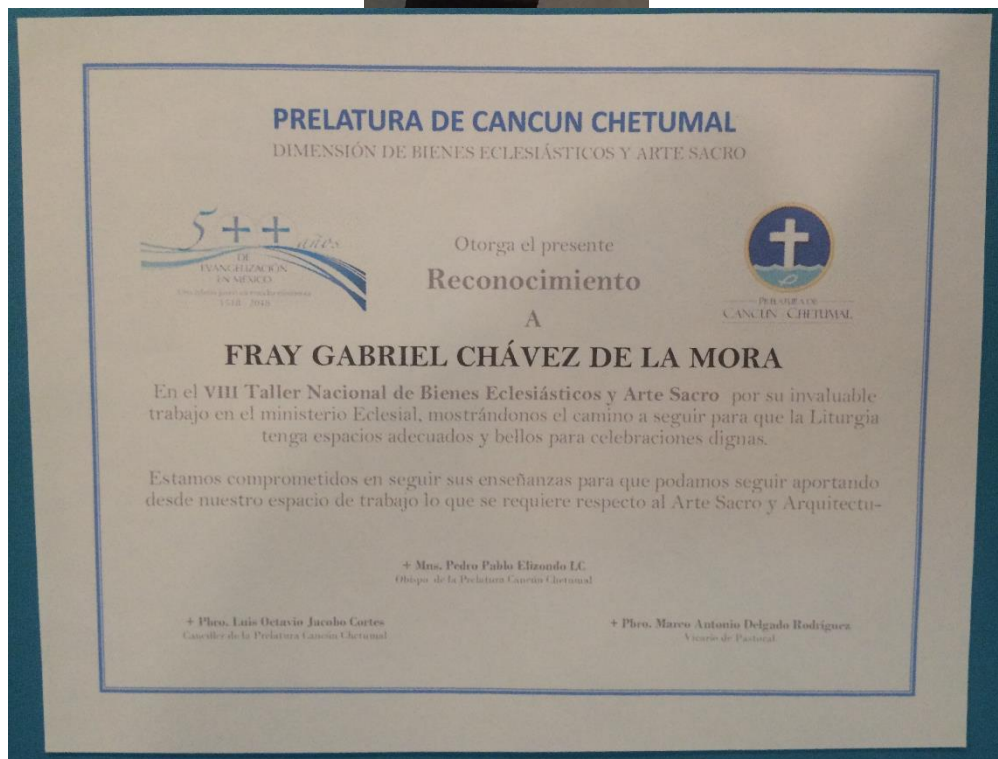 PRELATURA DE CANCUN CHETUMAL
DIMENSIÓN DE BIENES ECLESIÁSTICOS Y ARTE SACRO
5++ años
DE
EVANGELIZACIÓN
EN MÉXICO
Otorga el presente
Reconocimiento
A
PRELATURA DE
CANCÚN CHETUMAL
FRAY GABRIEL CHÁVEZ DE LA MORA
En el VIII Taller Nacional de Bienes Eclesiásticos y Arte Sacro por su invaluable
trabajo en el ministerio Eclesial, mostrándonos el camino a seguir para que la Liturgia
tenga espacios adecuados y bellos para celebraciones dignas.
Estamos comprometidos en seguir sus enseñanzas para que podamos seguir aportando
desde nuestro espacio de trabajo lo que se requiere respecto al Arte Sacro y Arquitectu-
+ Mns. Pedro Pablo Elizondo LC
Obispo de la Prelatura Cancún Chetumal
+ Pbro. Luis Octavio Jacobo Cortes
Canciller de la Prelatura Cancún Chetumal
+ Pbro. Marco Antonio Delgado Rodríguez
Vicario de Pastoral